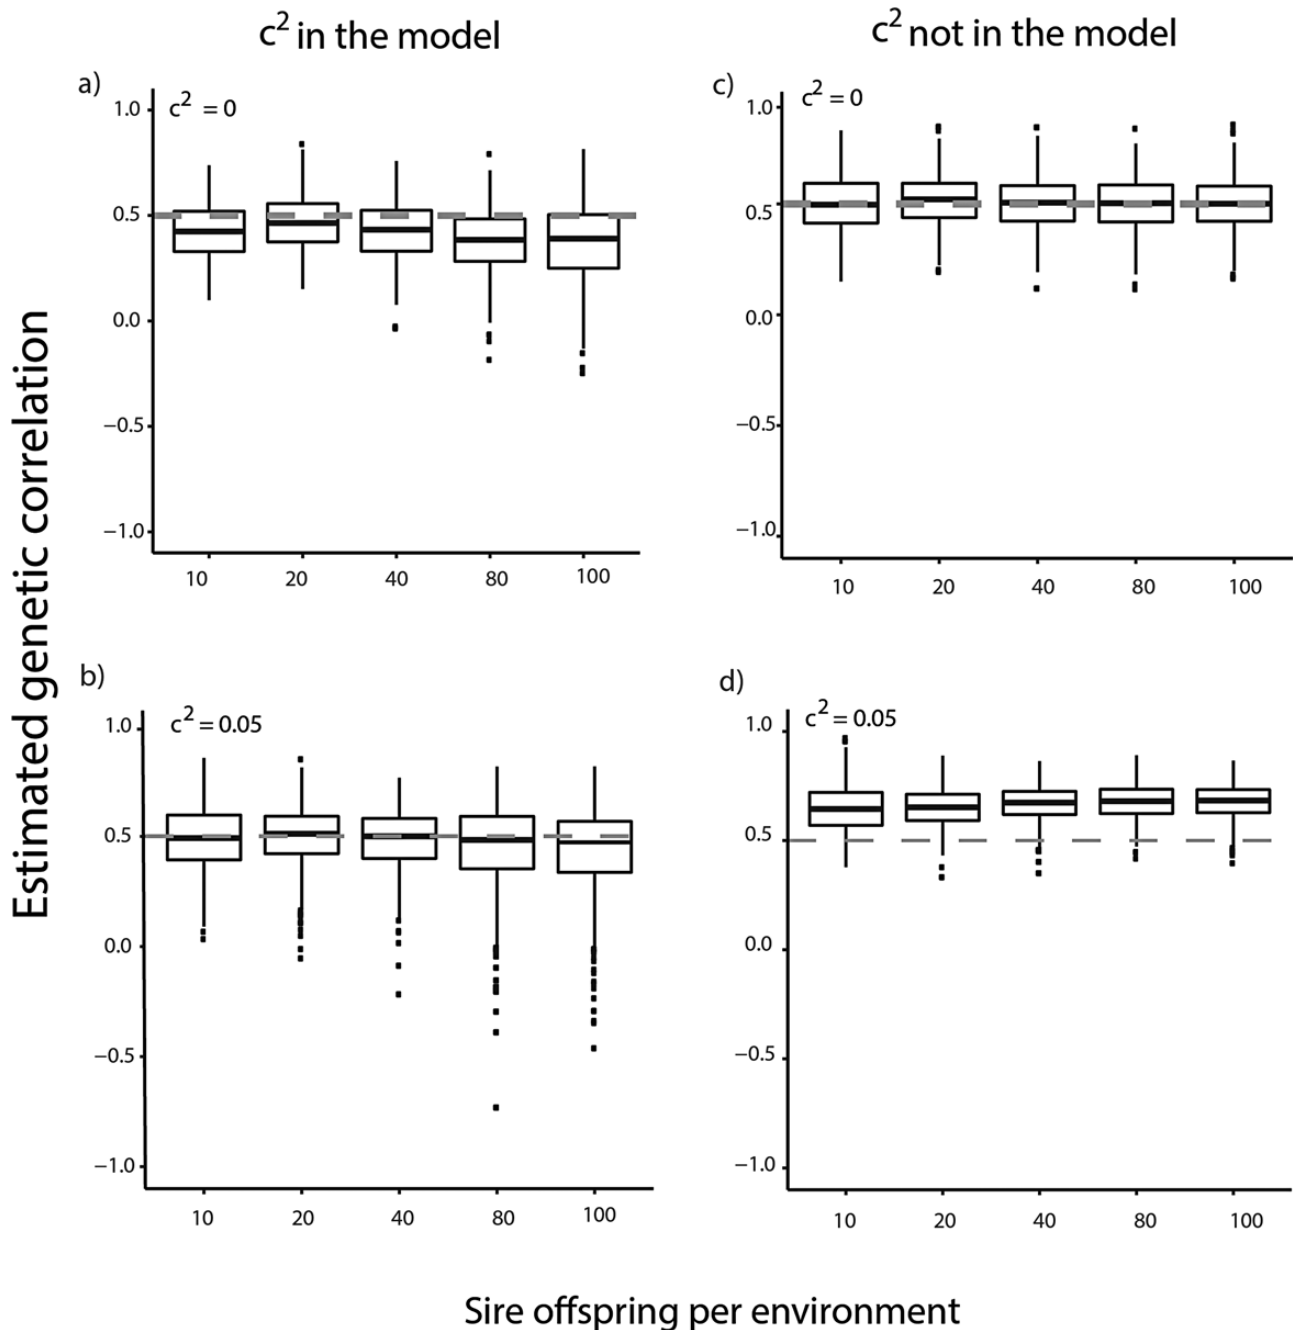 c² in the model
c² not in the model
Estimated genetic correlation
a)
c² = 0
1.0
0.5
0.0
−0.5
−1.0
10 20 40 80 100
c)
c² = 0
1.0
0.5
0.0
−0.5
−1.0
10 20 40 80 100
b)
c² = 0.05
1.0
0.5
0.0
−0.5
−1.0
10 20 40 80 100
d)
c² = 0.05
1.0
0.5
0.0
−0.5
−1.0
10 20 40 80 100
Sire offspring per environment